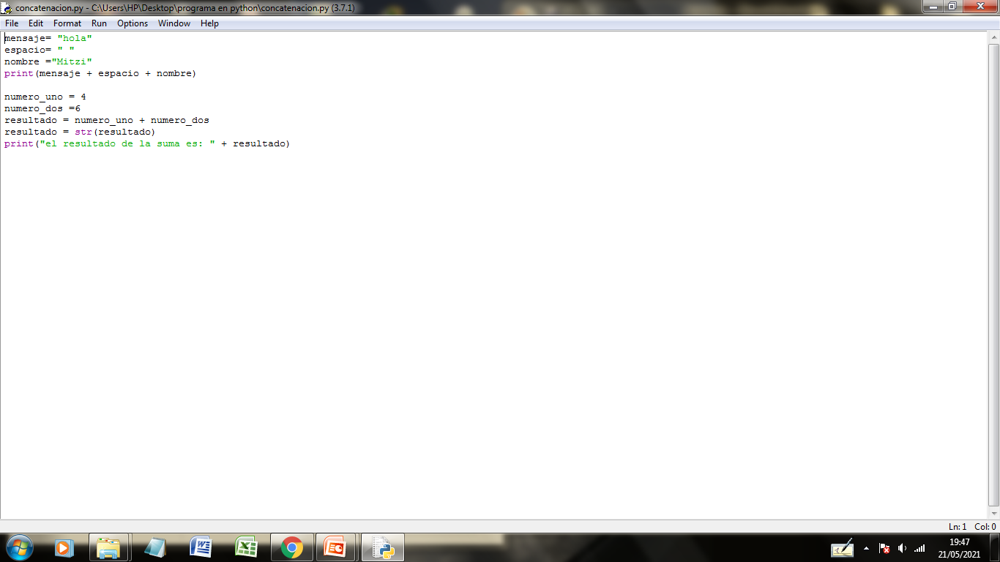 concatenacion.py - C:\Users\HP\Desktop\programa en python\concatenacion.py (3.7.1)
File Edit Format Run Options Window Help
mensaje= "hola"
espacio= " "
nombre ="Mitzi"
print(mensaje + espacio + nombre)
numero_uno = 4
numero_dos =6
resultado = numero_uno + numero_dos
resultado = str(resultado)
print("el resultado de la suma es: " + resultado)
Ln: 1 Col: 0
19:47
21/05/2021